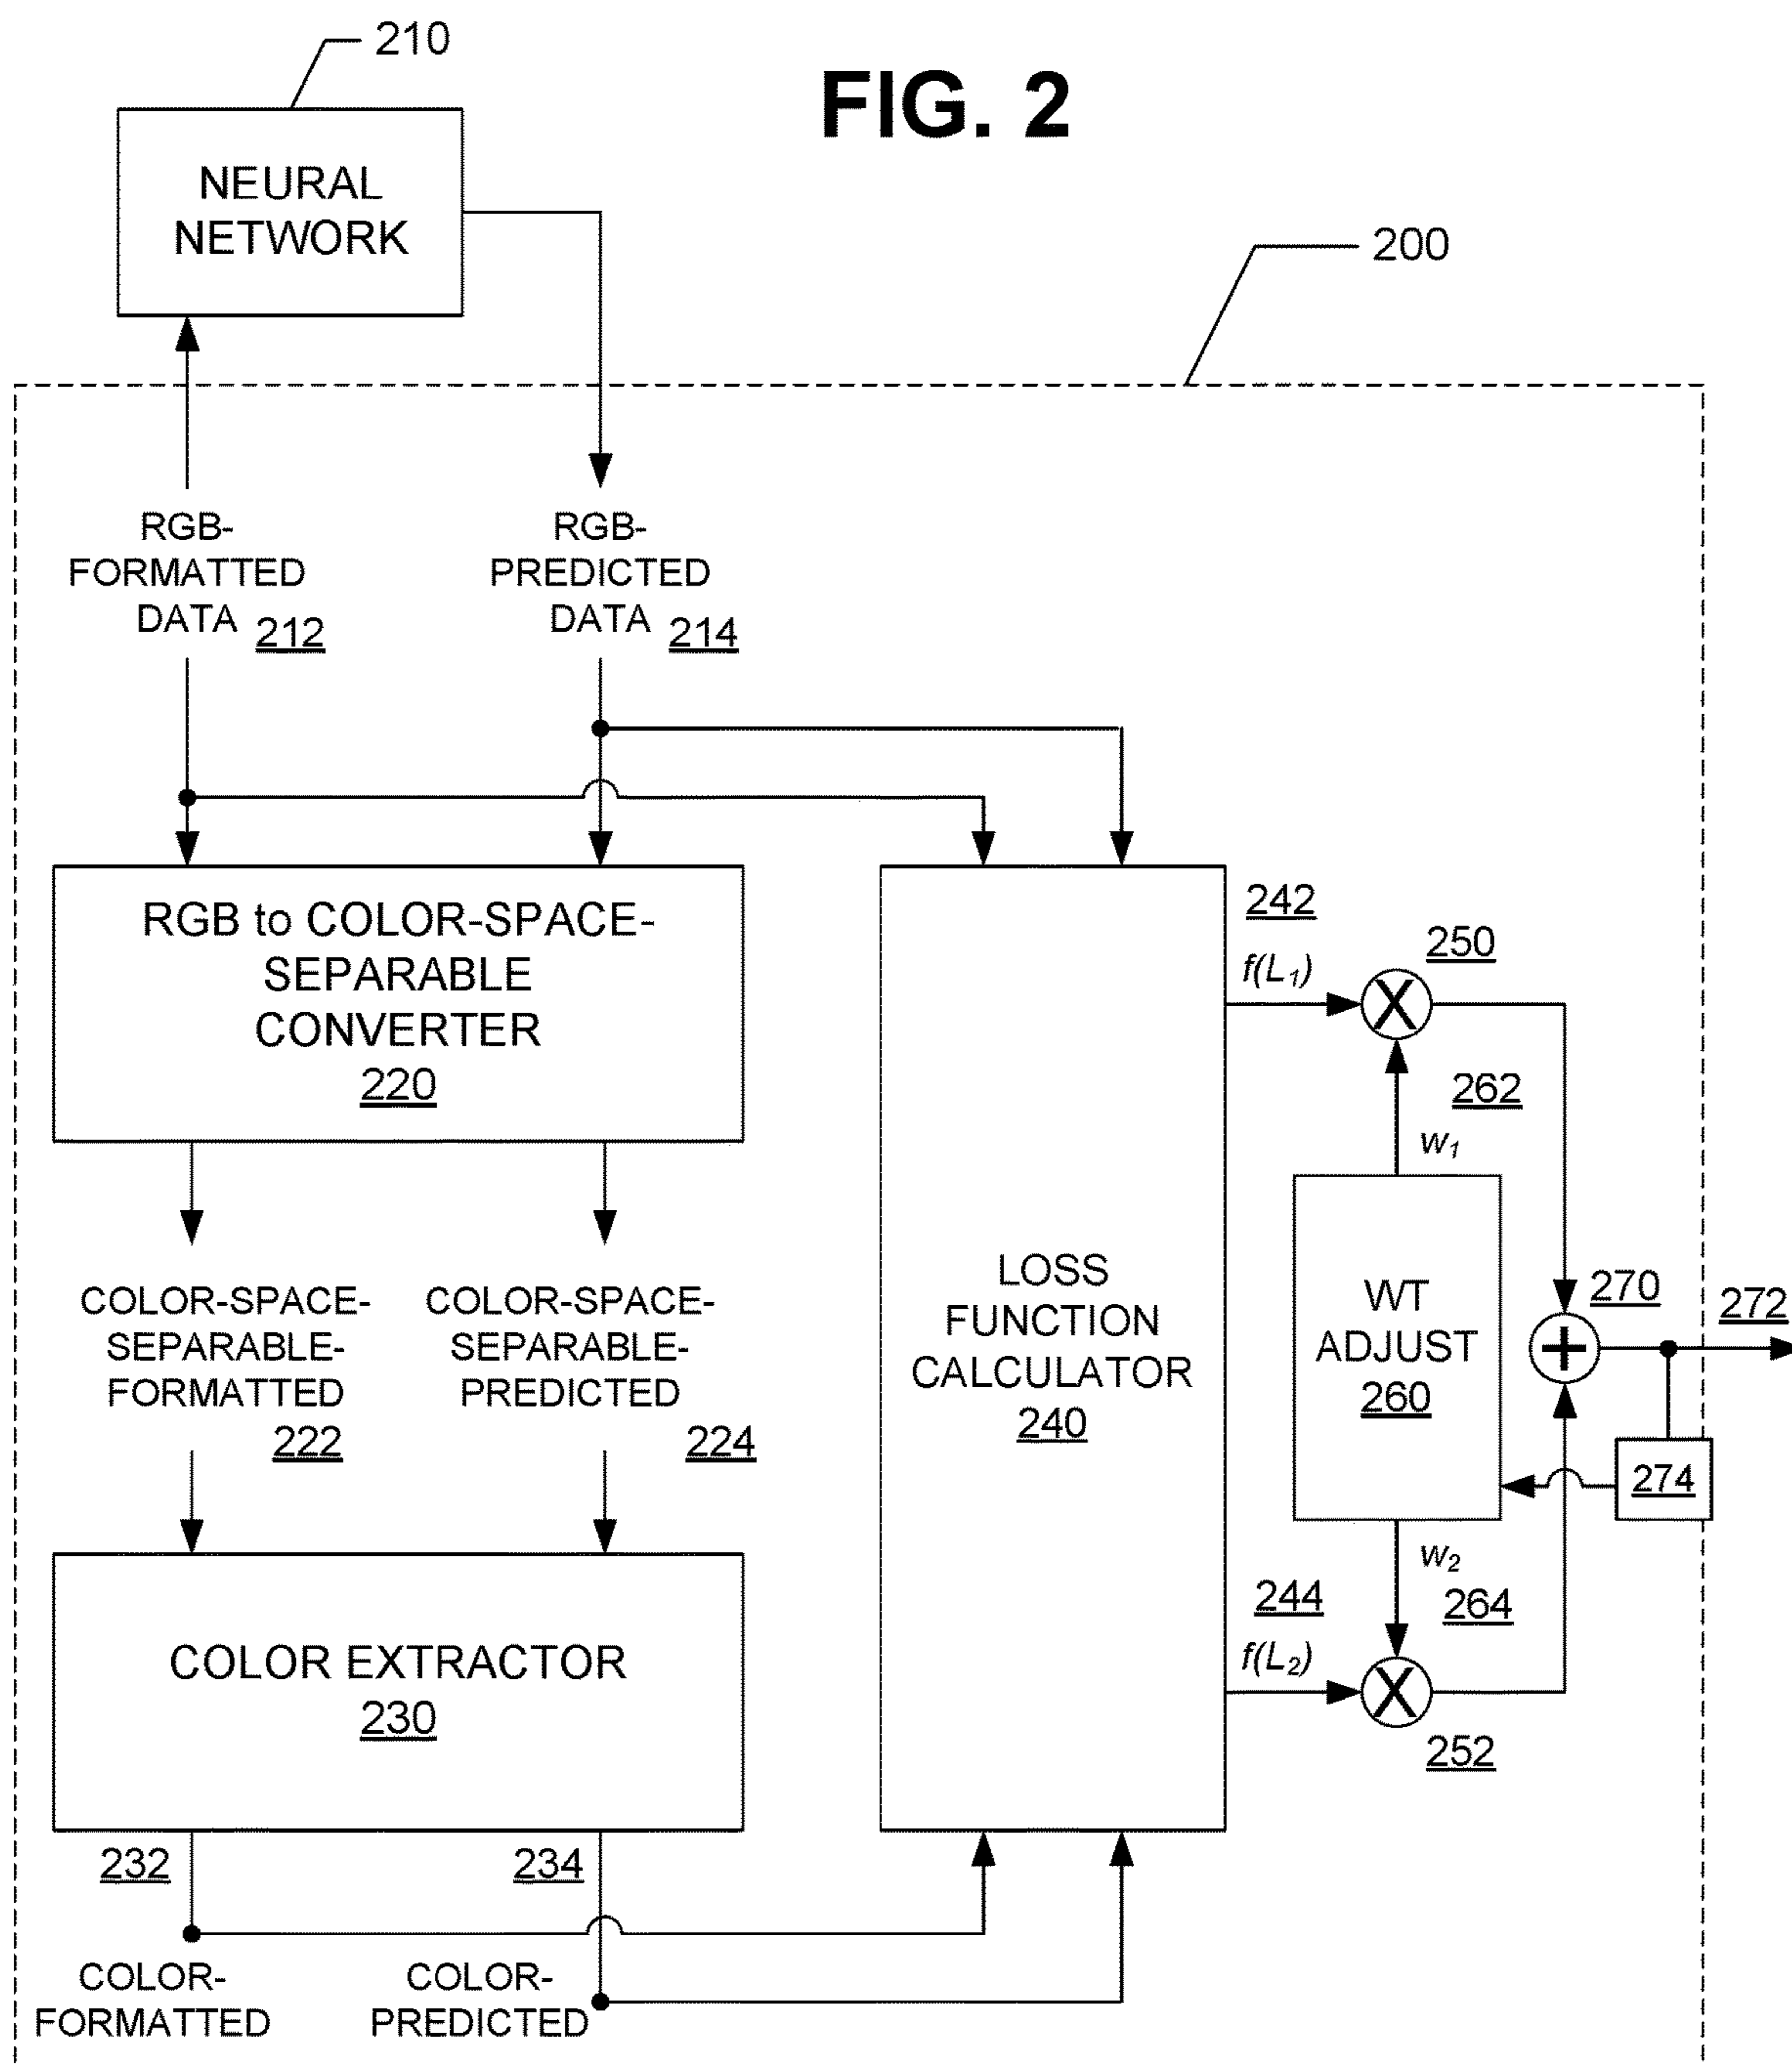 210
FIG. 2
NEURAL
NETWORK
200
RGB-
FORMATTED
DATA 212
RGB-
PREDICTED
DATA 214
RGB to COLOR-SPACE-
SEPARABLE
CONVERTER
220
COLOR-SPACE-
SEPARABLE-
FORMATTED
222
COLOR-SPACE-
SEPARABLE-
PREDICTED
224
COLOR EXTRACTOR
230
232
234
COLOR-
FORMATTED
COLOR-
PREDICTED
LOSS
FUNCTION
CALCULATOR
240
242
f(L1)
250
X
262
w1
WT
ADJUST
260
270
+
272
274
w2
264
244
f(L2)
X
252